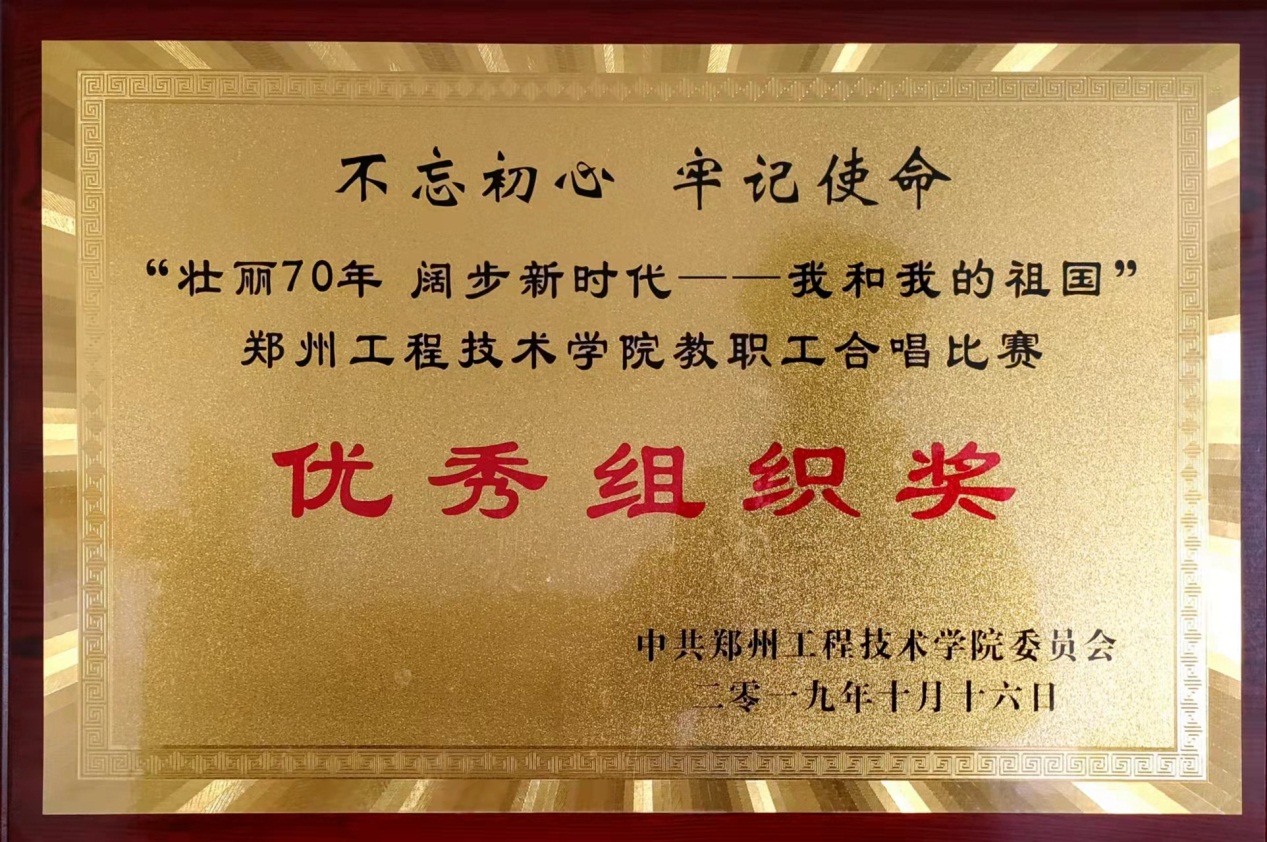 不忘初心 牢记使命
“壮丽70年 阔步新时代——我和我的祖国”
郑州工程技术学院教职工合唱比赛
优秀组织奖
中共郑州工程技术学院委员会
二零一九年十月十六日